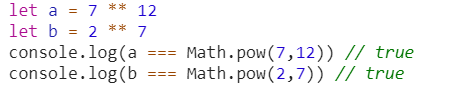 let a = 7 ** 12
let b = 2 ** 7
console.log(a === Math.pow(7,12)) // true
console.log(b === Math.pow(2,7)) // true